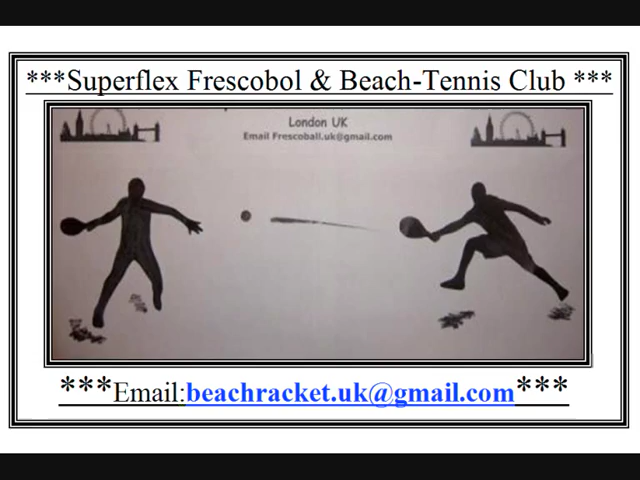 ***Superflex Frescobol & Beach-Tennis Club ***
London UK
Email Frescoball.uk@gmail.com
***Email:beachracket.uk@gmail.com***